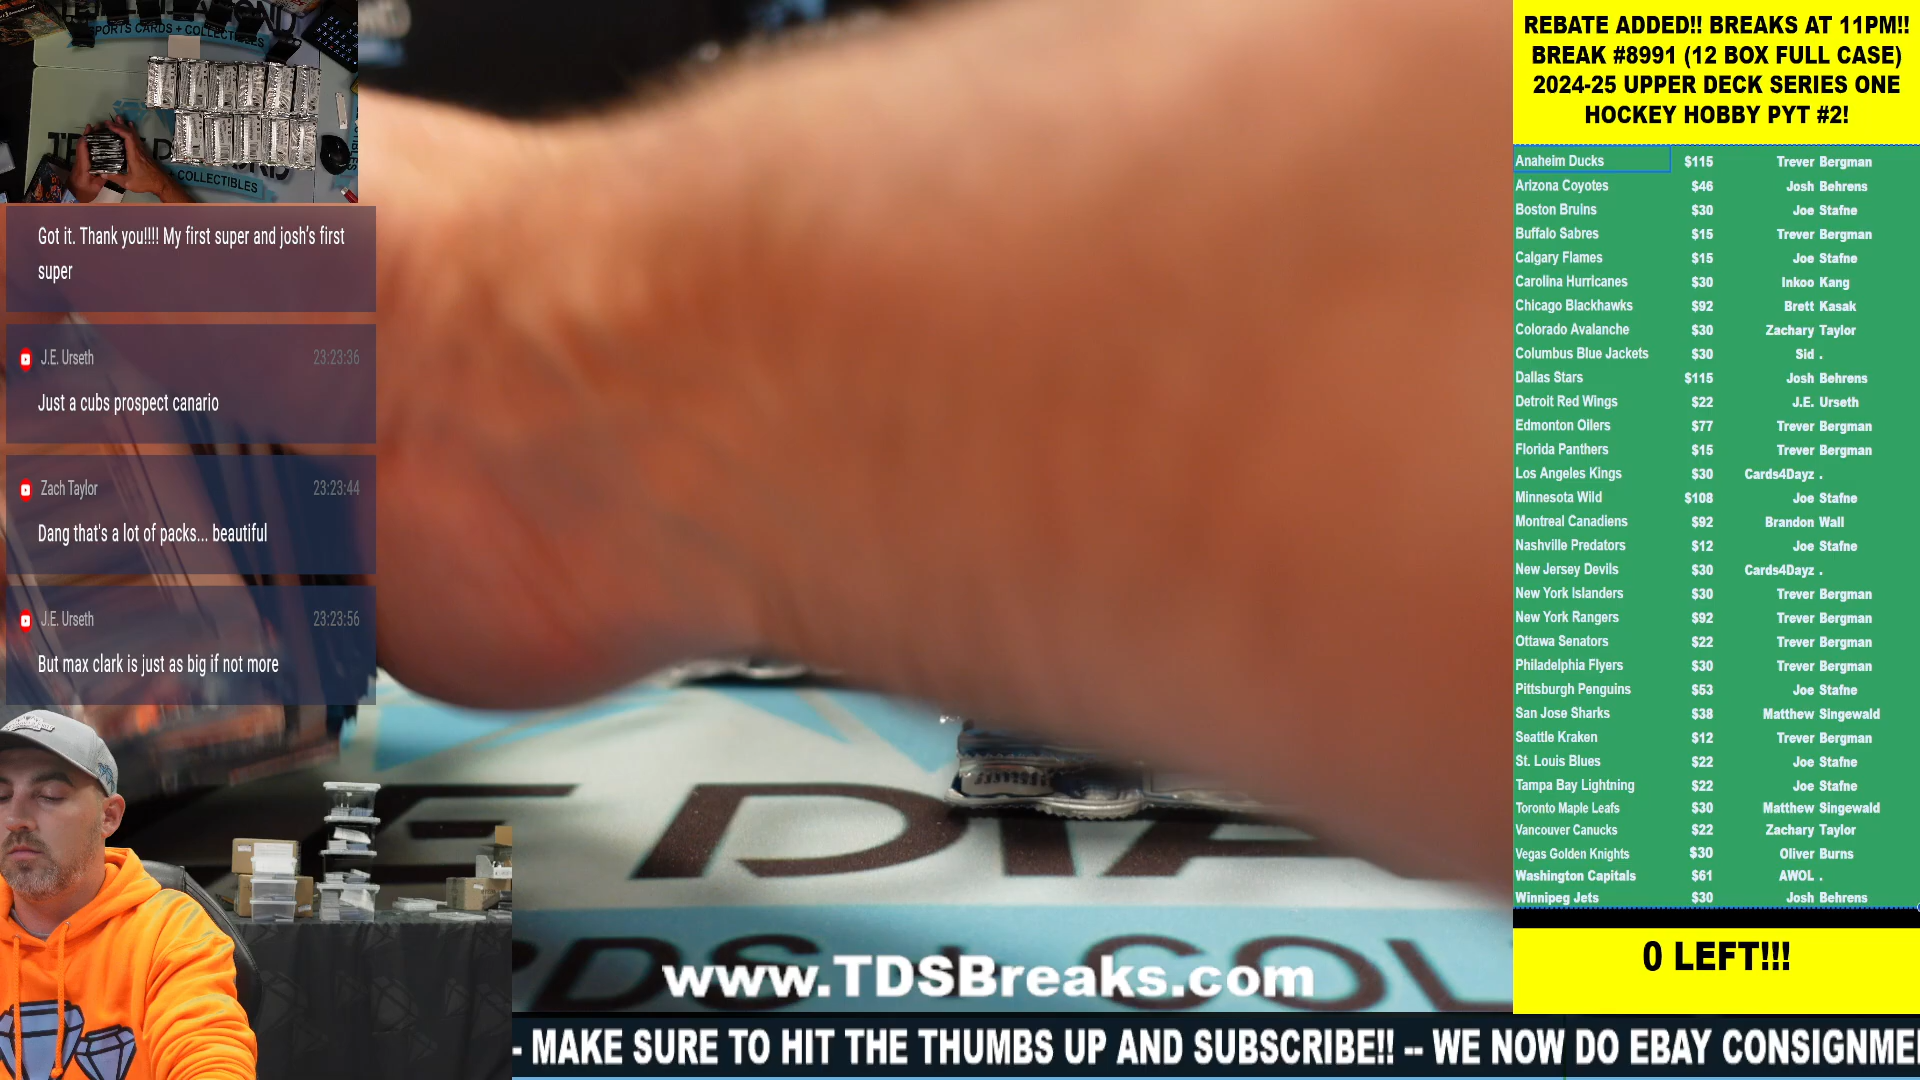 SPORTS CARDS + COLLECTIBLES
+ COLLECTIBLES
Got it. Thank you!!!! My first super and josh's first
super
J.E. Urseth 23:23:36
Just a cubs prospect canario
Zach Taylor 23:23:44
Dang that's a lot of packs... beautiful
J.E. Urseth 23:23:56
But max clark is just as big if not more
E DIA
RDS + COL
www.TDSBreaks.com
- MAKE SURE TO HIT THE THUMBS UP AND SUBSCRIBE!! -- WE NOW DO EBAY CONSIGNME
REBATE ADDED!! BREAKS AT 11PM!!
BREAK #8991 (12 BOX FULL CASE)
2024-25 UPPER DECK SERIES ONE
HOCKEY HOBBY PYT #2!
Anaheim Ducks $115 Trever Bergman
Arizona Coyotes $46 Josh Behrens
Boston Bruins $30 Joe Stafne
Buffalo Sabres $15 Trever Bergman
Calgary Flames $15 Joe Stafne
Carolina Hurricanes $30 Inkoo Kang
Chicago Blackhawks $92 Brett Kasak
Colorado Avalanche $30 Zachary Taylor
Columbus Blue Jackets $30 Sid .
Dallas Stars $115 Josh Behrens
Detroit Red Wings $22 J.E. Urseth
Edmonton Oilers $77 Trever Bergman
Florida Panthers $15 Trever Bergman
Los Angeles Kings $30 Cards4Dayz .
Minnesota Wild $108 Joe Stafne
Montreal Canadiens $92 Brandon Wall
Nashville Predators $12 Joe Stafne
New Jersey Devils $30 Cards4Dayz .
New York Islanders $30 Trever Bergman
New York Rangers $92 Trever Bergman
Ottawa Senators $22 Trever Bergman
Philadelphia Flyers $30 Trever Bergman
Pittsburgh Penguins $53 Joe Stafne
San Jose Sharks $38 Matthew Singewald
Seattle Kraken $12 Trever Bergman
St. Louis Blues $22 Joe Stafne
Tampa Bay Lightning $22 Joe Stafne
Toronto Maple Leafs $30 Matthew Singewald
Vancouver Canucks $22 Zachary Taylor
Vegas Golden Knights $30 Oliver Burns
Washington Capitals $61 AWOL .
Winnipeg Jets $30 Josh Behrens
0 LEFT!!!